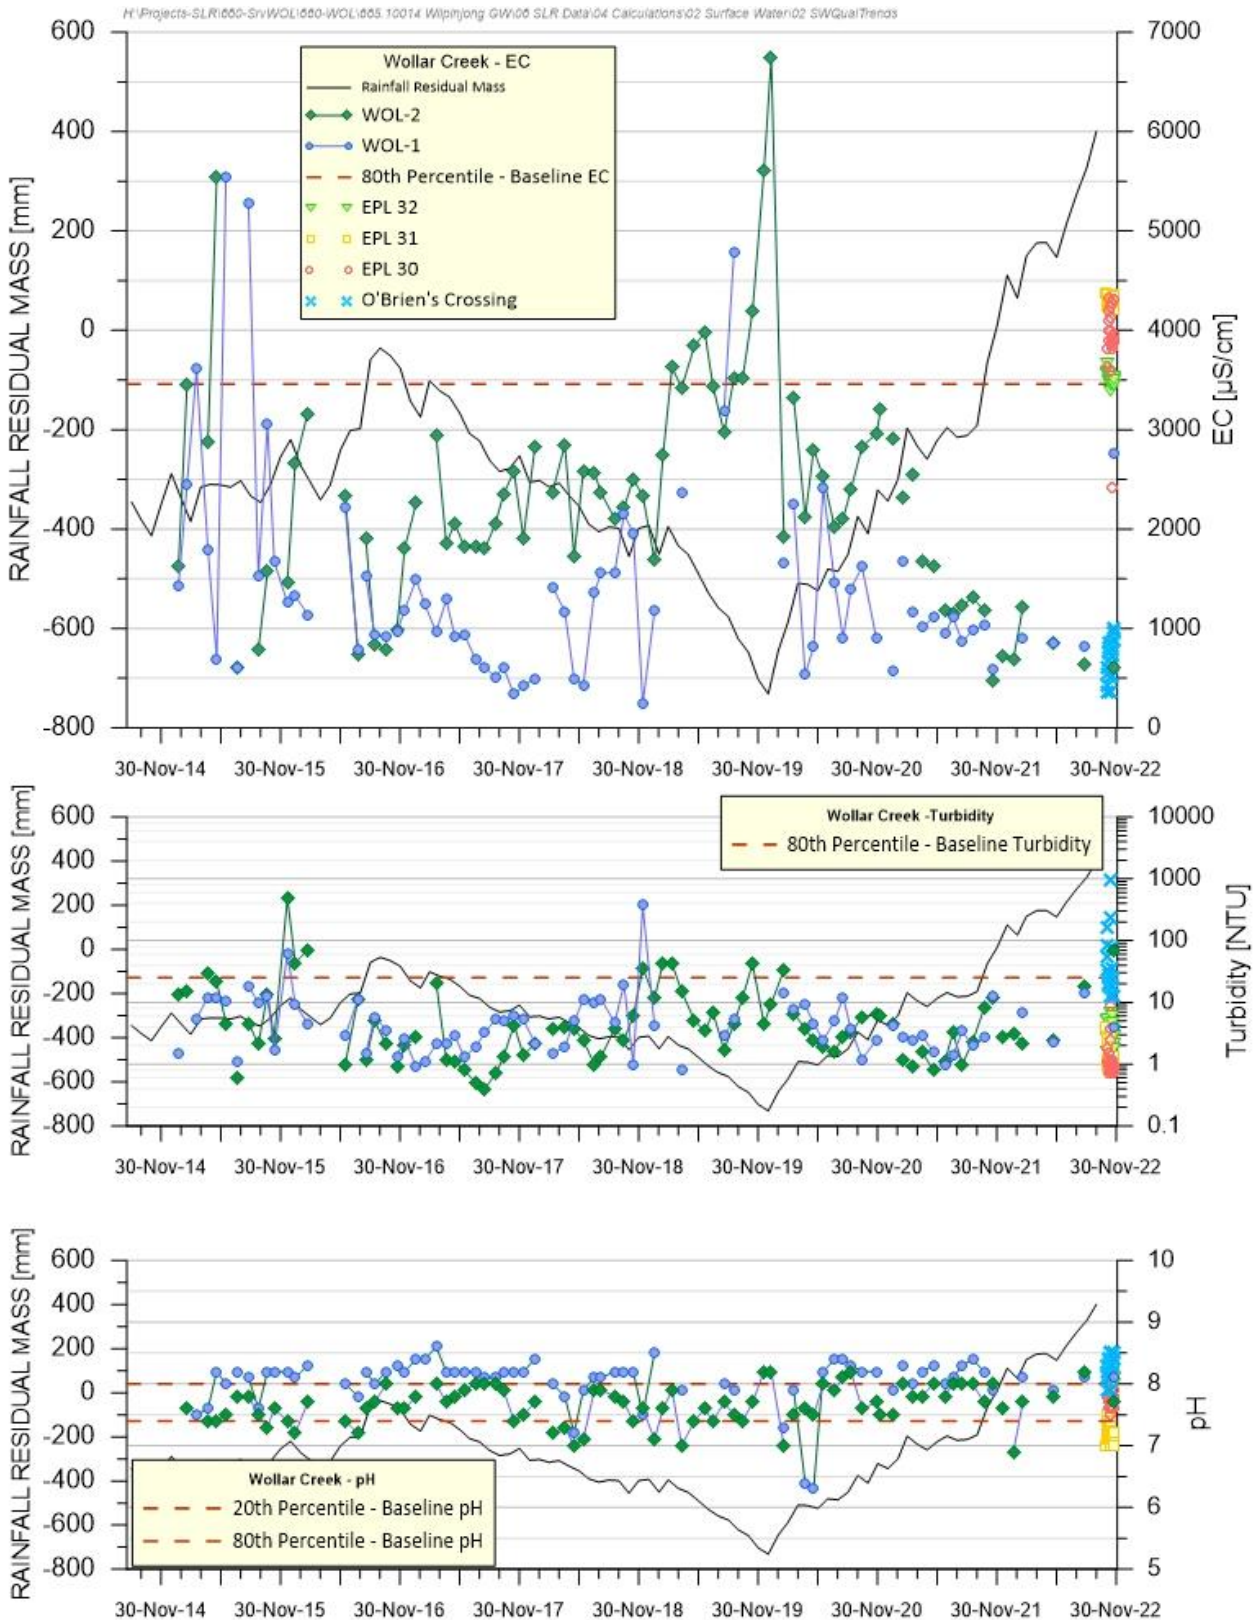 H:\Projects-SLR\660-SrvWOL\660-WOL\665.10014 Wilpinjong GW\06 SLR Data\04 Calculations\02 Surface Water\02 SWQualTrends
600
400
200
0
-200
-400
-600
-800
RAINFALL RESIDUAL MASS [mm]
Wollar Creek - EC
Rainfall Residual Mass
WOL-2
WOL-1
80th Percentile - Baseline EC
EPL 32
EPL 31
EPL 30
O'Brien's Crossing
7000
6000
5000
4000
3000
2000
1000
0
EC [µS/cm]
30-Nov-14 30-Nov-15 30-Nov-16 30-Nov-17 30-Nov-18 30-Nov-19 30-Nov-20 30-Nov-21 30-Nov-22
600
400
200
0
-200
-400
-600
-800
RAINFALL RESIDUAL MASS [mm]
Wollar Creek -Turbidity
80th Percentile - Baseline Turbidity
10000
1000
100
10
1
0.1
Turbidity [NTU]
30-Nov-14 30-Nov-15 30-Nov-16 30-Nov-17 30-Nov-18 30-Nov-19 30-Nov-20 30-Nov-21 30-Nov-22
600
400
200
0
-200
-400
-600
-800
RAINFALL RESIDUAL MASS [mm]
Wollar Creek - pH
20th Percentile - Baseline pH
80th Percentile - Baseline pH
10
9
8
7
6
5
pH
30-Nov-14 30-Nov-15 30-Nov-16 30-Nov-17 30-Nov-18 30-Nov-19 30-Nov-20 30-Nov-21 30-Nov-22